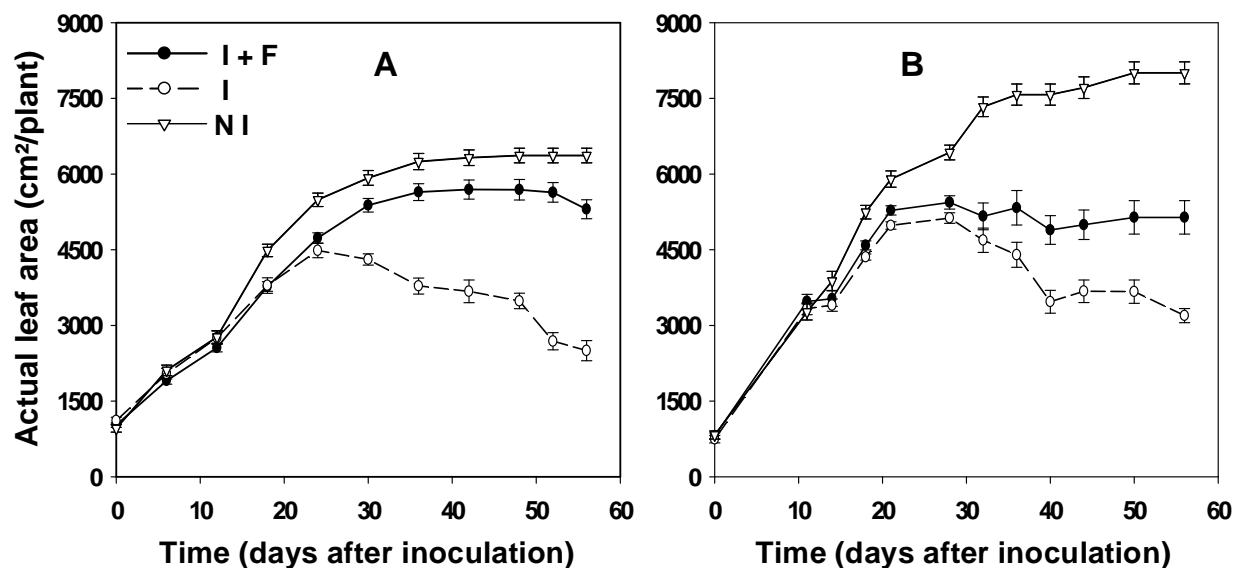 Actual leaf area (cm²/plant)
9000
7500
6000
4500
3000
1500
0
I + F
I
N I
A
0 10 20 30 40 50 60
Time (days after inoculation)
9000
7500
6000
4500
3000
1500
0
B
0 10 20 30 40 50 60
Time (days after inoculation)